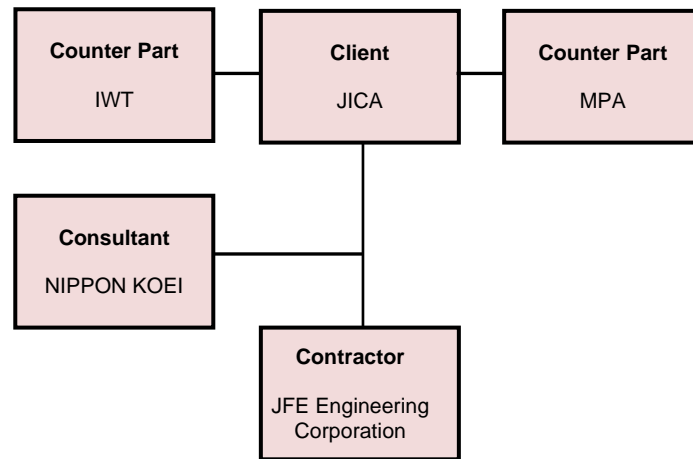 Counter Part
IWT
Client
JICA
Counter Part
MPA
Consultant
NIPPON KOEI
Contractor
JFE Engineering
Corporation